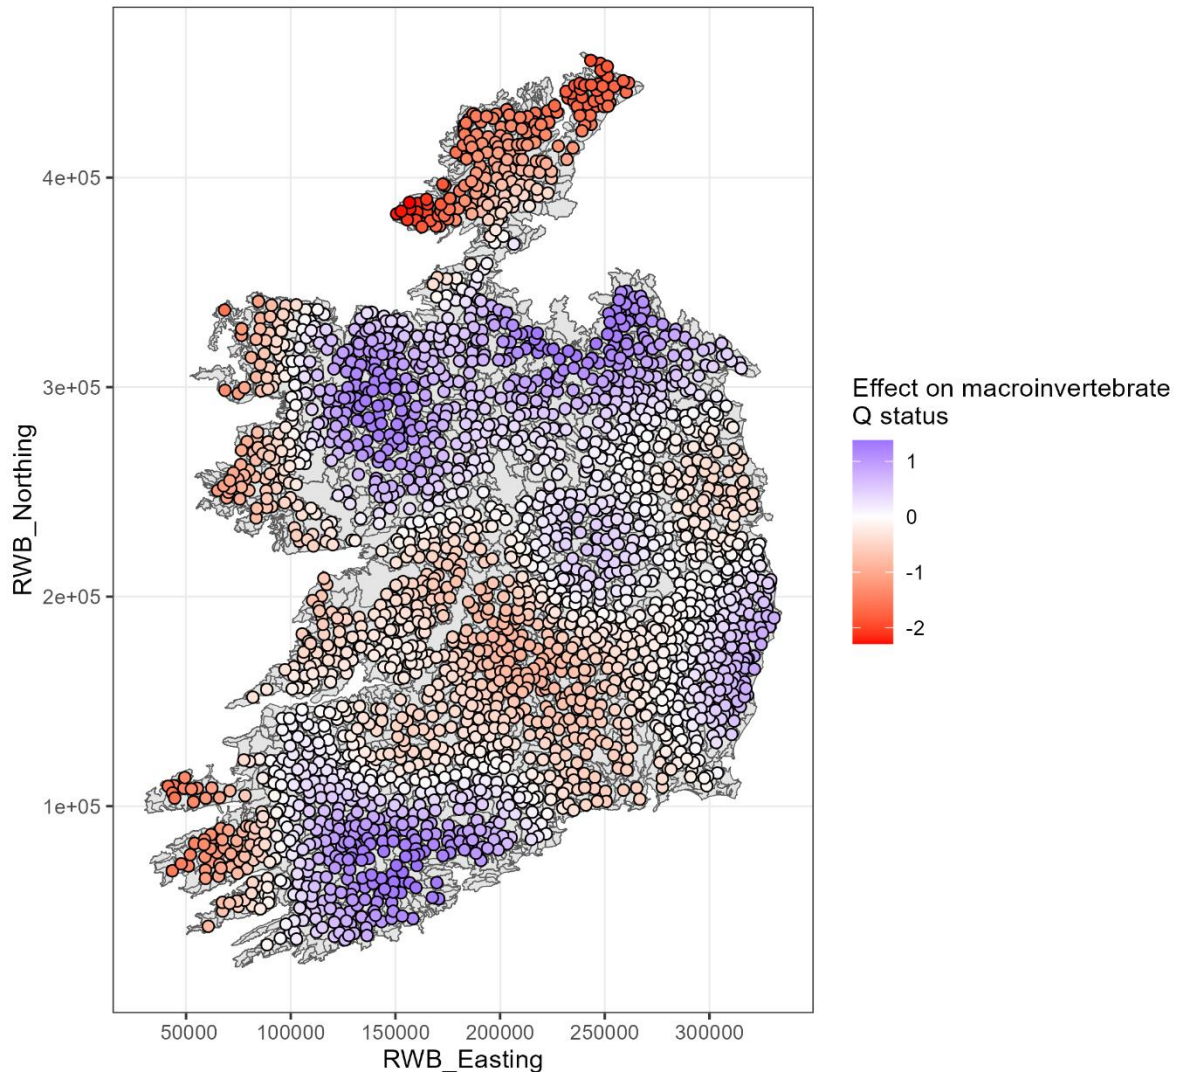 4e+05
3e+05
2e+05
1e+05
RWB_Northing
50000 100000 150000 200000 250000 300000
RWB_Easting
Effect on macroinvertebrate
Q status
1
0
-1
-2